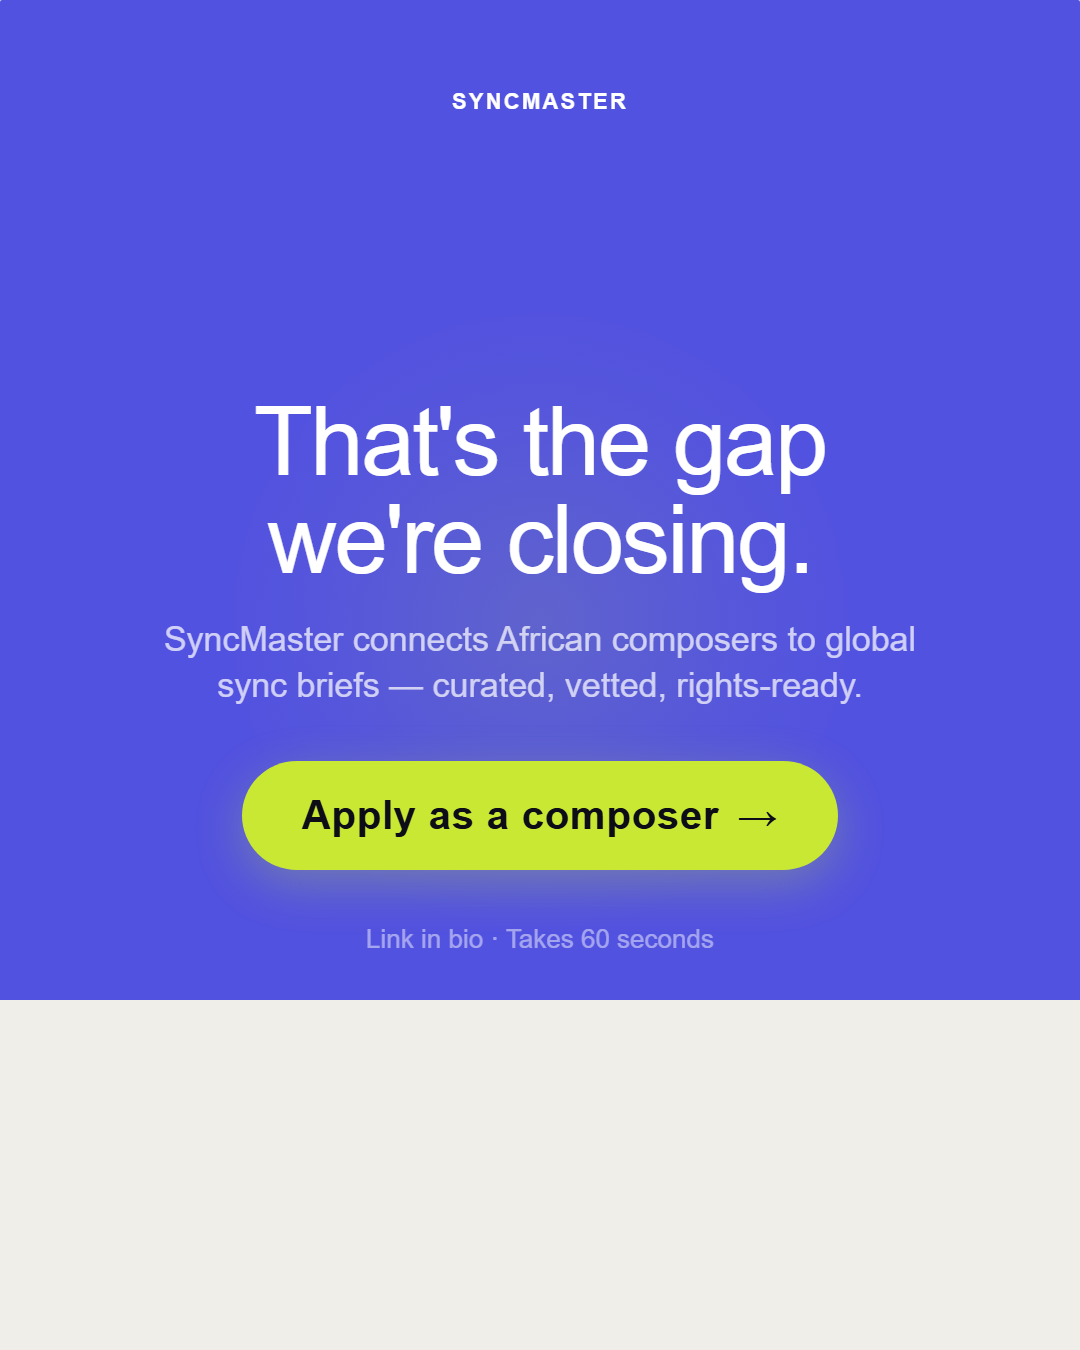 SYNCMASTER
That's the gap
we're closing.
SyncMaster connects African composers to global
sync briefs — curated, vetted, rights-ready.
Apply as a composer →
Link in bio · Takes 60 seconds